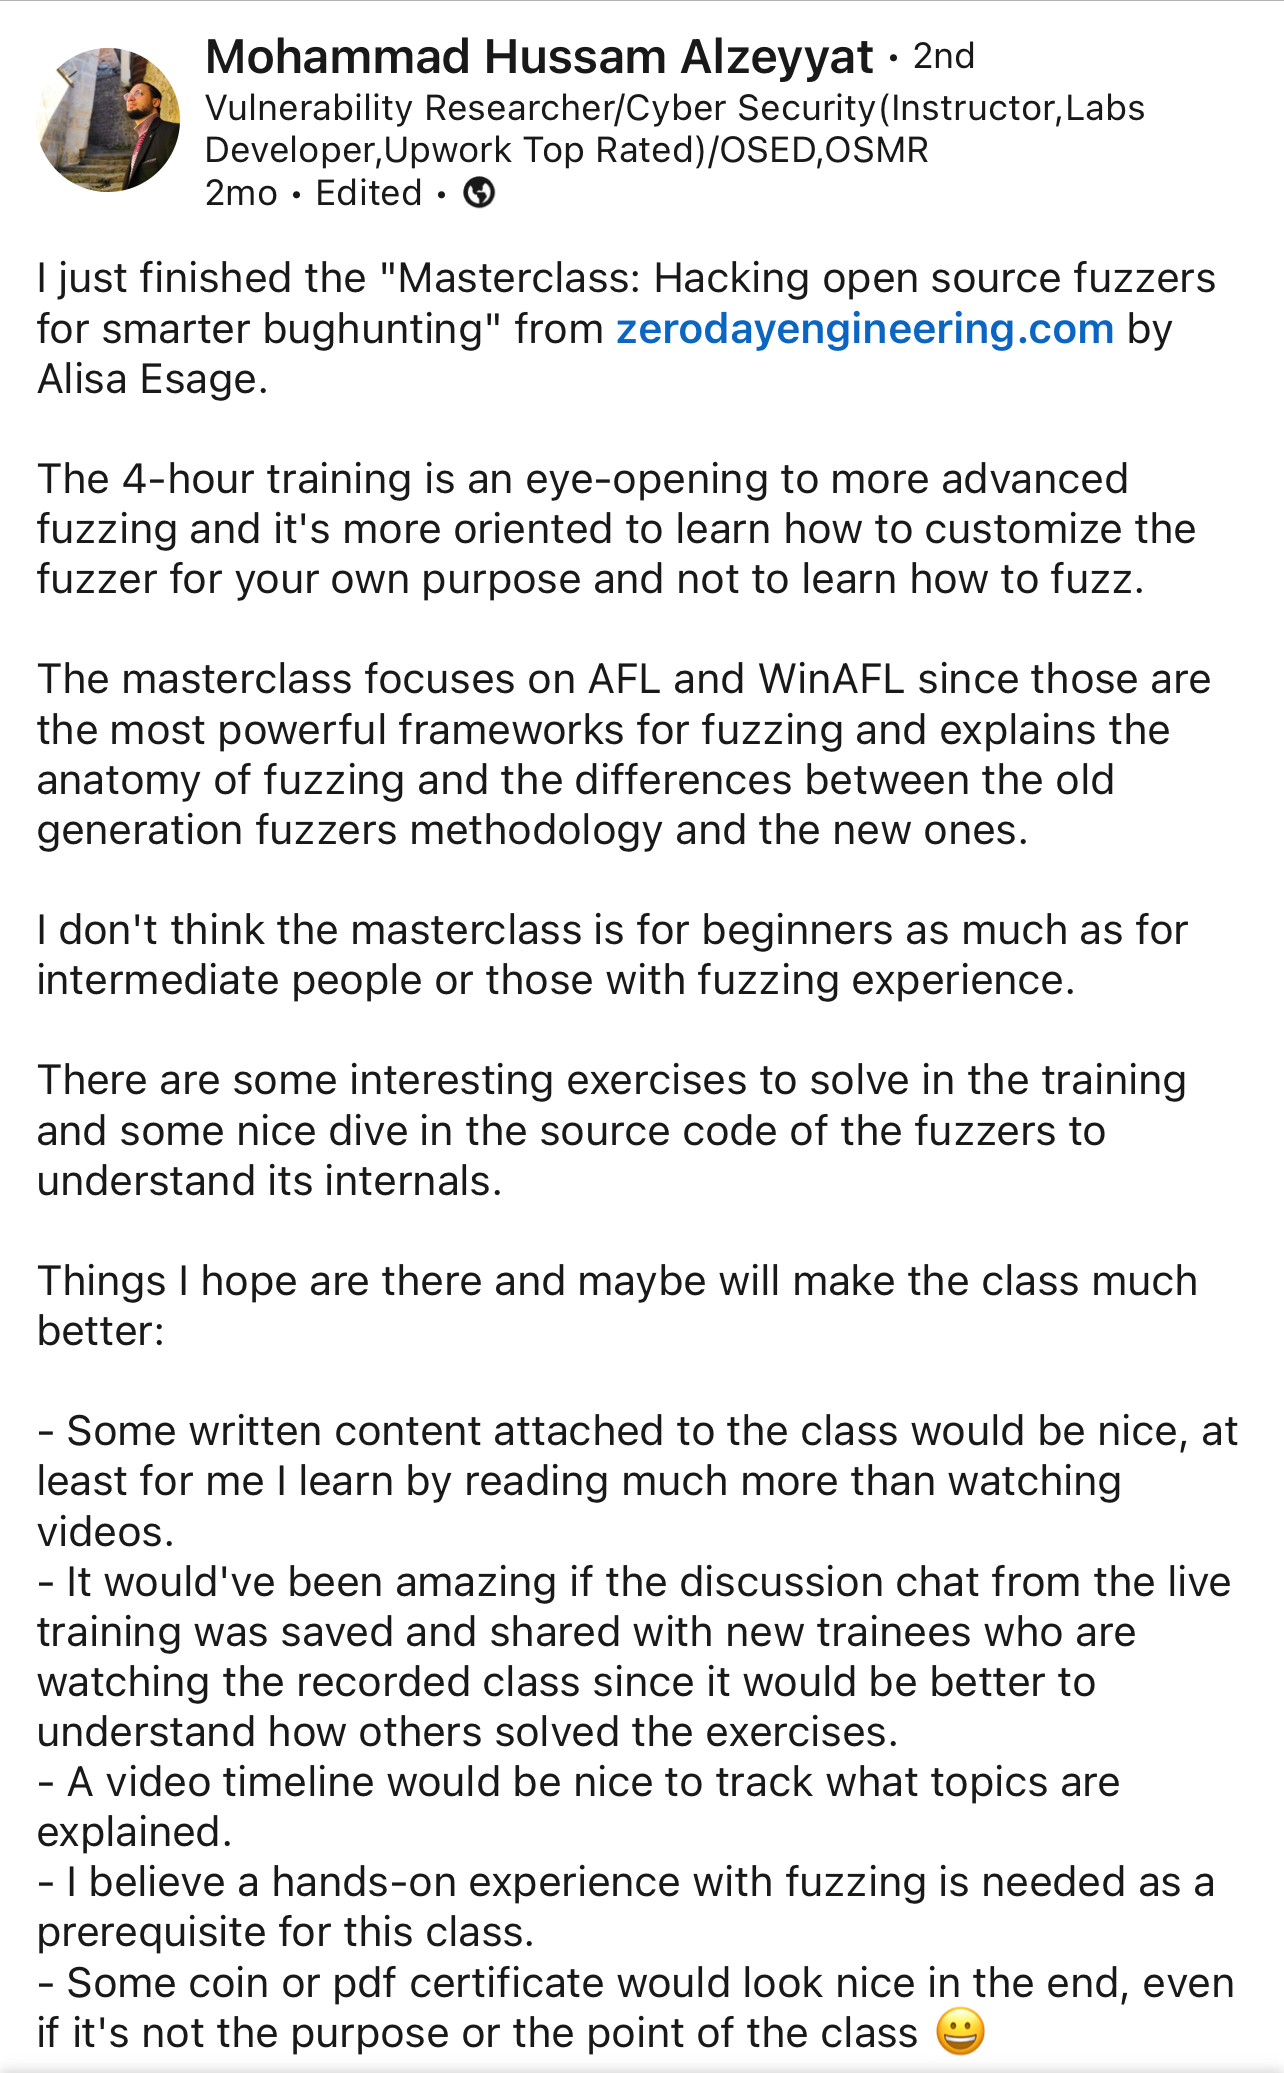 Mohammad Hussam Alzeyyat • 2nd
Vulnerability Researcher/Cyber Security(Instructor,Labs
Developer,Upwork Top Rated)/OSED,OSMR
2mo • Edited •
I just finished the "Masterclass: Hacking open source fuzzers
for smarter bughunting" from zerodayengineering.com by
Alisa Esage.
The 4-hour training is an eye-opening to more advanced
fuzzing and it's more oriented to learn how to customize the
fuzzer for your own purpose and not to learn how to fuzz.
The masterclass focuses on AFL and WinAFL since those are
the most powerful frameworks for fuzzing and explains the
anatomy of fuzzing and the differences between the old
generation fuzzers methodology and the new ones.
I don't think the masterclass is for beginners as much as for
intermediate people or those with fuzzing experience.
There are some interesting exercises to solve in the training
and some nice dive in the source code of the fuzzers to
understand its internals.
Things I hope are there and maybe will make the class much
better:
- Some written content attached to the class would be nice, at
least for me I learn by reading much more than watching
videos.
- It would've been amazing if the discussion chat from the live
training was saved and shared with new trainees who are
watching the recorded class since it would be better to
understand how others solved the exercises.
- A video timeline would be nice to track what topics are
explained.
- I believe a hands-on experience with fuzzing is needed as a
prerequisite for this class.
- Some coin or pdf certificate would look nice in the end, even
if it's not the purpose or the point of the class 😀